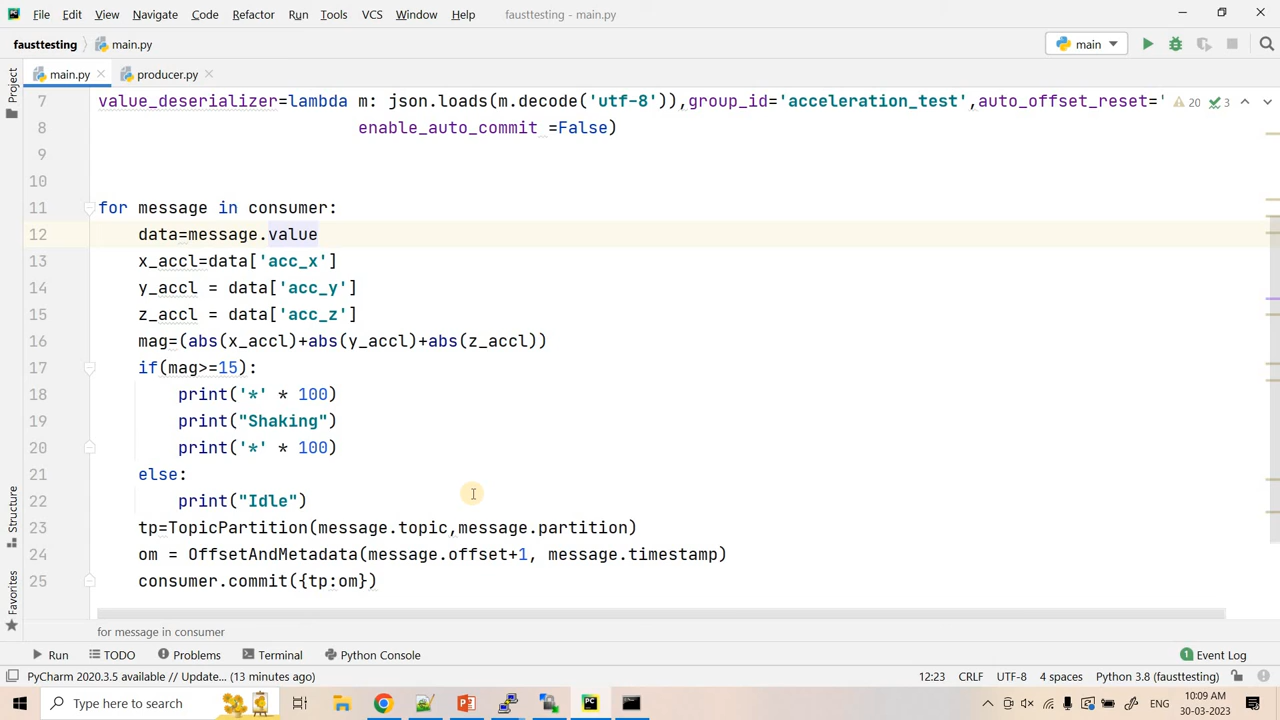 File Edit View Navigate Code Refactor Run Tools VCS Window Help fausttesting - main.py
fausttesting main.py main
main.py producer.py
Project
7 value_deserializer=lambda m: json.loads(m.decode('utf-8')),group_id='acceleration_test',auto_offset_reset=' 20 3
8 enable_auto_commit =False)
9
10
11 for message in consumer:
12 data=message.value
13 x_accl=data['acc_x']
14 y_accl = data['acc_y']
15 z_accl = data['acc_z']
16 mag=(abs(x_accl)+abs(y_accl)+abs(z_accl))
17 if(mag>=15):
18 print('*' * 100)
19 print("Shaking")
20 print('*' * 100)
21 else:
22 print("Idle")
23 tp=TopicPartition(message.topic,message.partition)
24 om = OffsetAndMetadata(message.offset+1, message.timestamp)
25 consumer.commit({tp:om})
Structure
Favorites
for message in consumer
Run TODO Problems Terminal Python Console 1 Event Log
PyCharm 2020.3.5 available // Update... (13 minutes ago) 12:23 CRLF UTF-8 4 spaces Python 3.8 (fausttesting)
Type here to search ENG 10:09 AM
30-03-2023